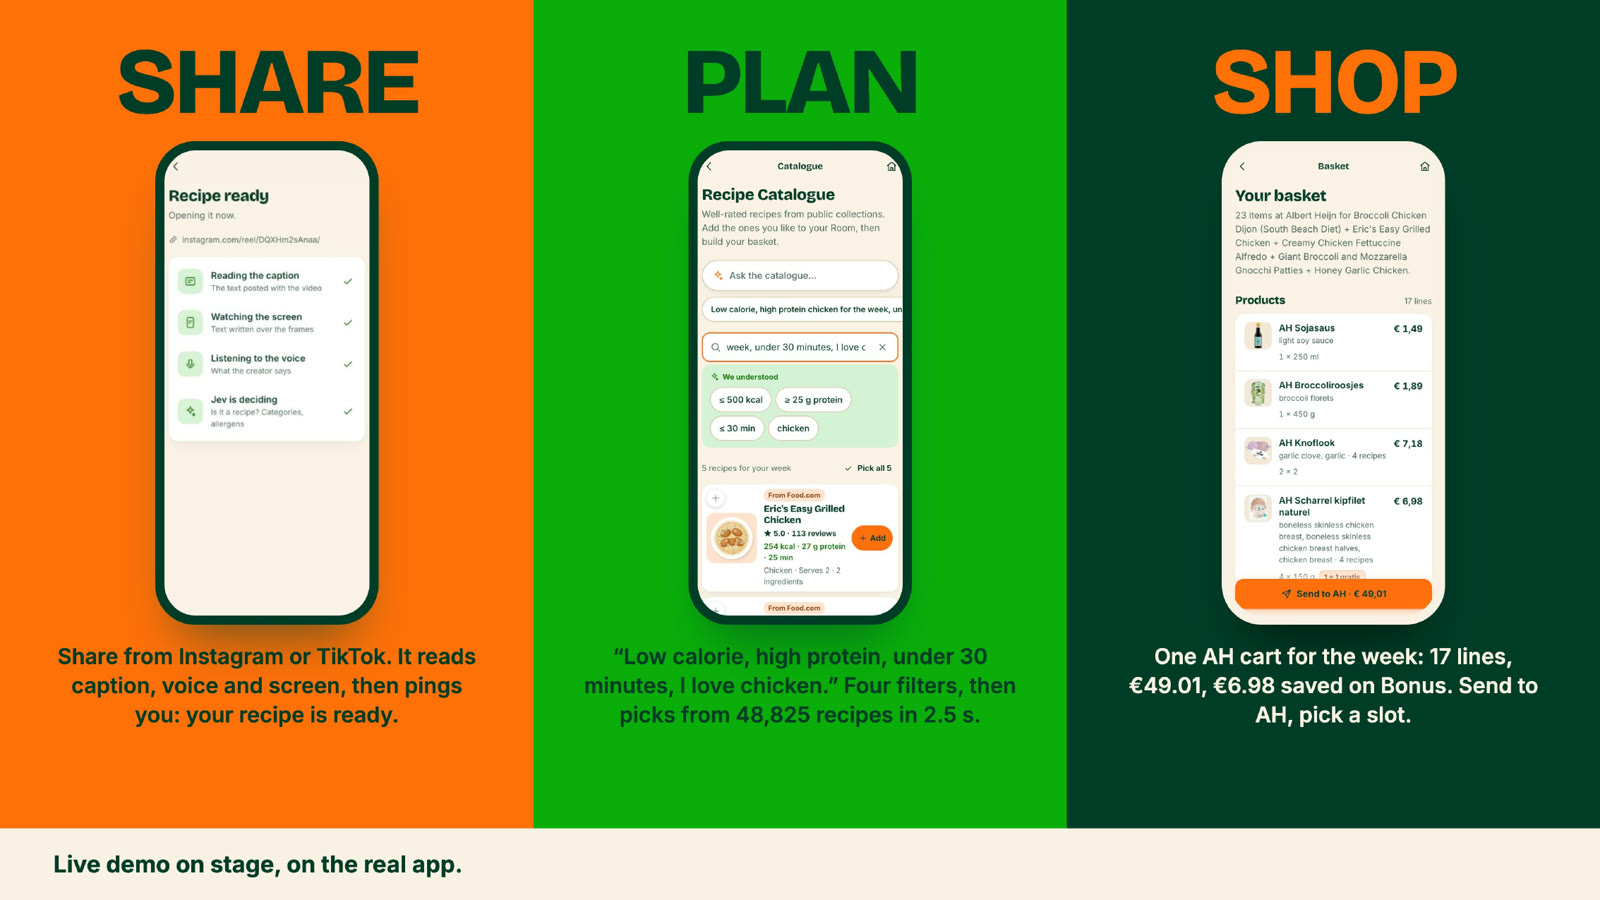 SHARE
Recipe ready
Opening it now.
instagram.com/reel/DQXHm2sAnaa/
Reading the caption
The text posted with the video
Watching the screen
Text written over the frames
Listening to the voice
What the creator says
Jev is deciding
Is it a recipe? Categories,
allergens
Share from Instagram or TikTok. It reads
caption, voice and screen, then pings
you: your recipe is ready.
PLAN
Catalogue
Recipe Catalogue
Well-rated recipes from public collections.
Add the ones you like to your Room, then
build your basket.
Ask the catalogue...
Low calorie, high protein chicken for the week, un
week, under 30 minutes, I love c
We understood
≤ 500 kcal
≥ 25 g protein
≤ 30 min
chicken
5 recipes for your week
Pick all 5
From Food.com
Eric's Easy Grilled
Chicken
★ 5.0 · 113 reviews
254 kcal · 27 g protein
· 25 min
Chicken · Serves 2 · 2
ingredients
+ Add
From Food.com
“Low calorie, high protein, under 30
minutes, I love chicken.” Four filters, then
picks from 48,825 recipes in 2.5 s.
SHOP
Basket
Your basket
23 items at Albert Heijn for Broccoli Chicken
Dijon (South Beach Diet) + Eric's Easy Grilled
Chicken + Creamy Chicken Fettuccine
Alfredo + Giant Broccoli and Mozzarella
Gnocchi Patties + Honey Garlic Chicken.
Products
17 lines
AH Sojasaus
€ 1,49
light soy sauce
1 × 250 ml
AH Broccoliroosjes
€ 1,89
broccoli florets
1 × 450 g
AH Knoflook
€ 7,18
garlic clove, garlic · 4 recipes
2 × 2
AH Scharrel kipfilet
naturel
€ 6,98
boneless skinless chicken
breast, boneless skinless
chicken breast halves,
chicken breast · 4 recipes
4 × 150 g
1 + 1 gratis
Send to AH · € 49,01
One AH cart for the week: 17 lines,
€49.01, €6.98 saved on Bonus. Send to
AH, pick a slot.
Live demo on stage, on the real app.